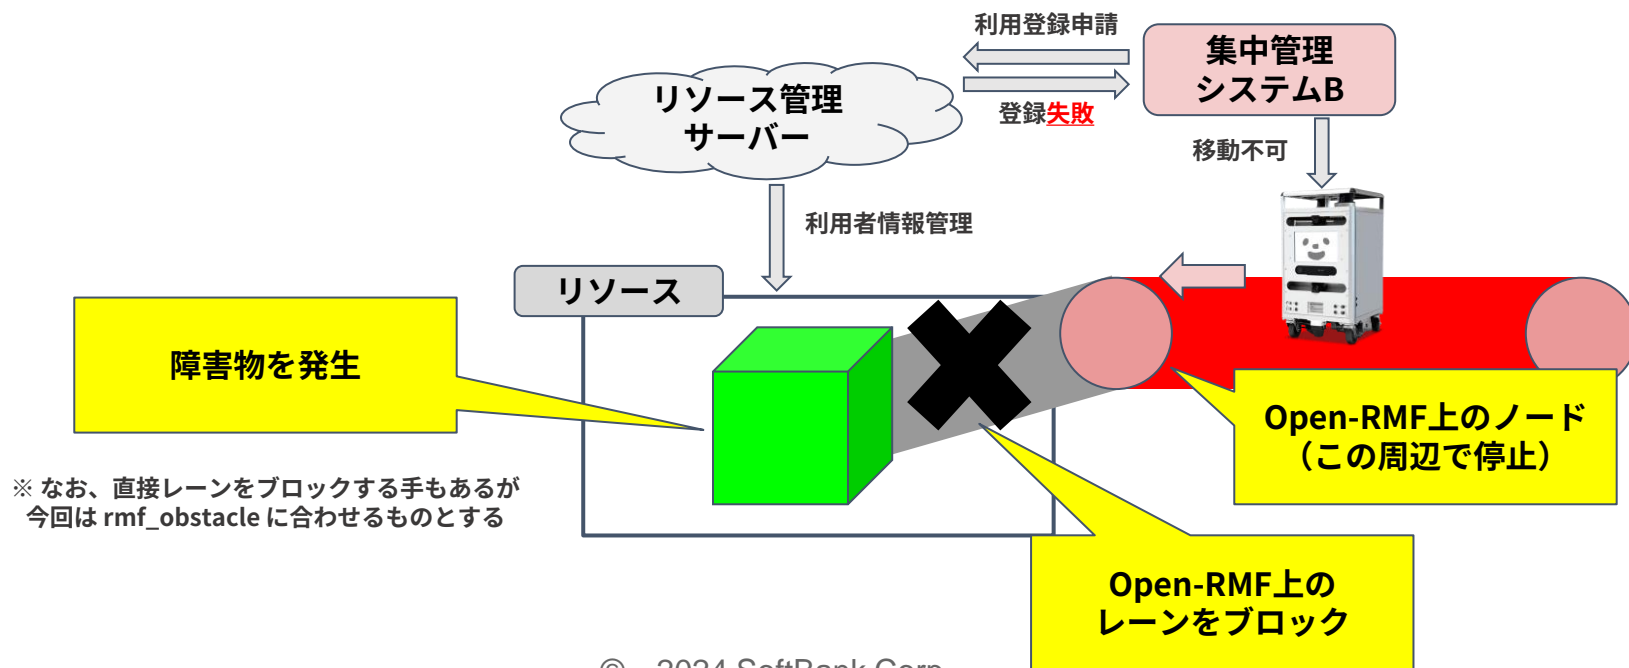 利用登録申請
集中管理
システムB
リソース管理
サーバー
登録失敗
移動不可
利用者情報管理
リソース
障害物を発生
Open-RMF上のノード
（この周辺で停止）
※ なお、直接レーンをブロックする手もあるが
今回は rmf_obstacle に合わせるものとする
Open-RMF上の
レーンをブロック
© 2024 SoftBank Corp.